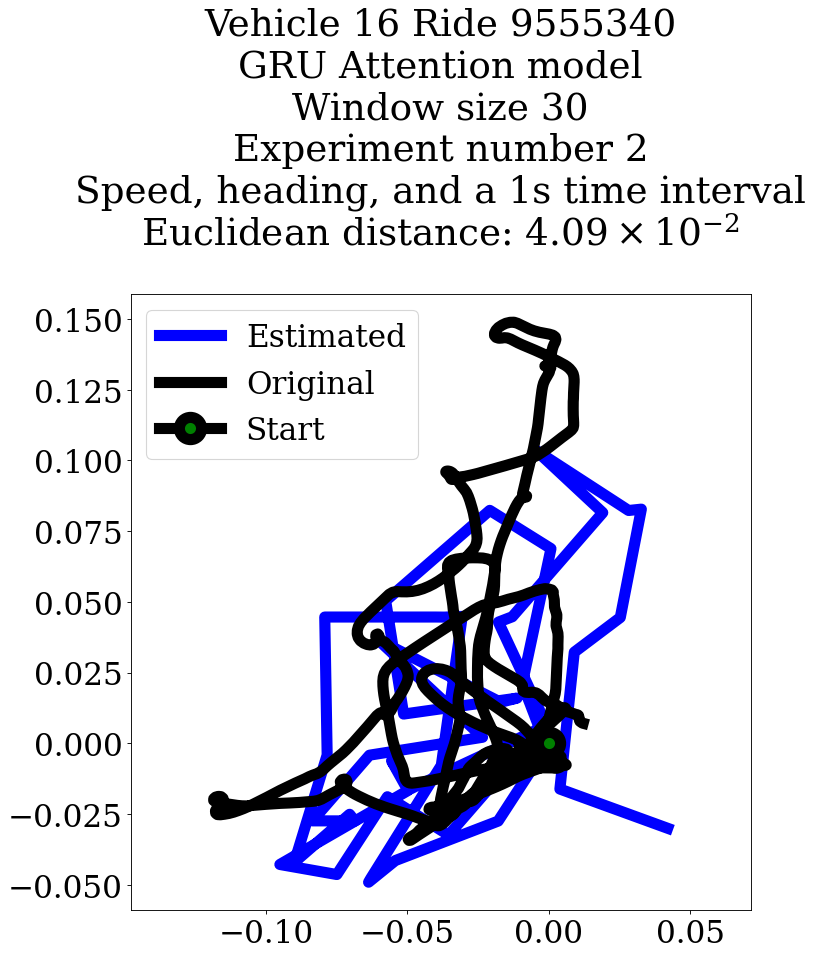 Vehicle 16 Ride 9555340
GRU Attention model
Window size 30
Experiment number 2
Speed, heading, and a 1s time interval
Euclidean distance: 4.09 × 10⁻²
Estimated
Original
Start
0.150
0.125
0.100
0.075
0.050
0.025
0.000
−0.025
−0.050
−0.10 −0.05 0.00 0.05